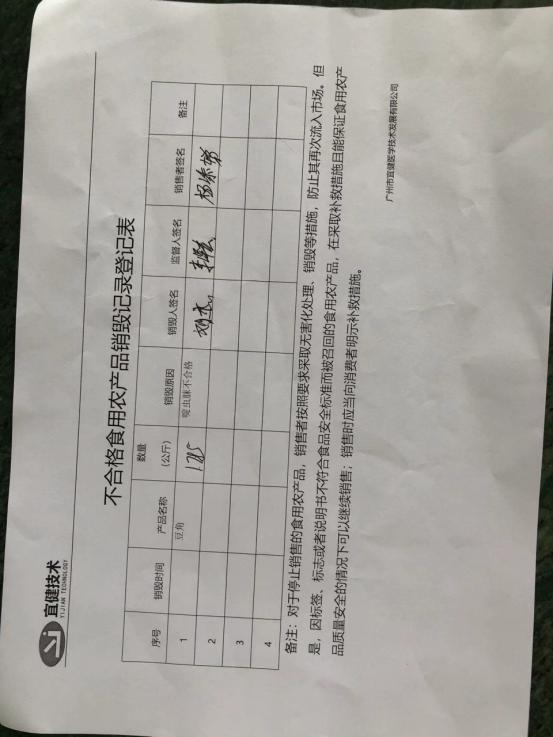 宜健技术
YIJIAN TECHNOLOGY
不合格食用农产品销毁记录登记表
序号 销毁时间 产品名称 数量（公斤） 销毁原因 销毁人签名 监督人签名 销售者签名 备注
1 豆角 啶虫脒不合格
2
3
4
备注：对于停止销售的食用农产品，销售者按照要求采取无害化处理、销毁等措施，防止其再次流入市场。但
是，因标签、标志或者说明书不符合食品安全标准而被召回的食用农产品，在采取补救措施且能保证食用农产
品质量安全的情况下可以继续销售；销售时应当向消费者明示补救措施。
广州市宜健医学技术发展有限公司